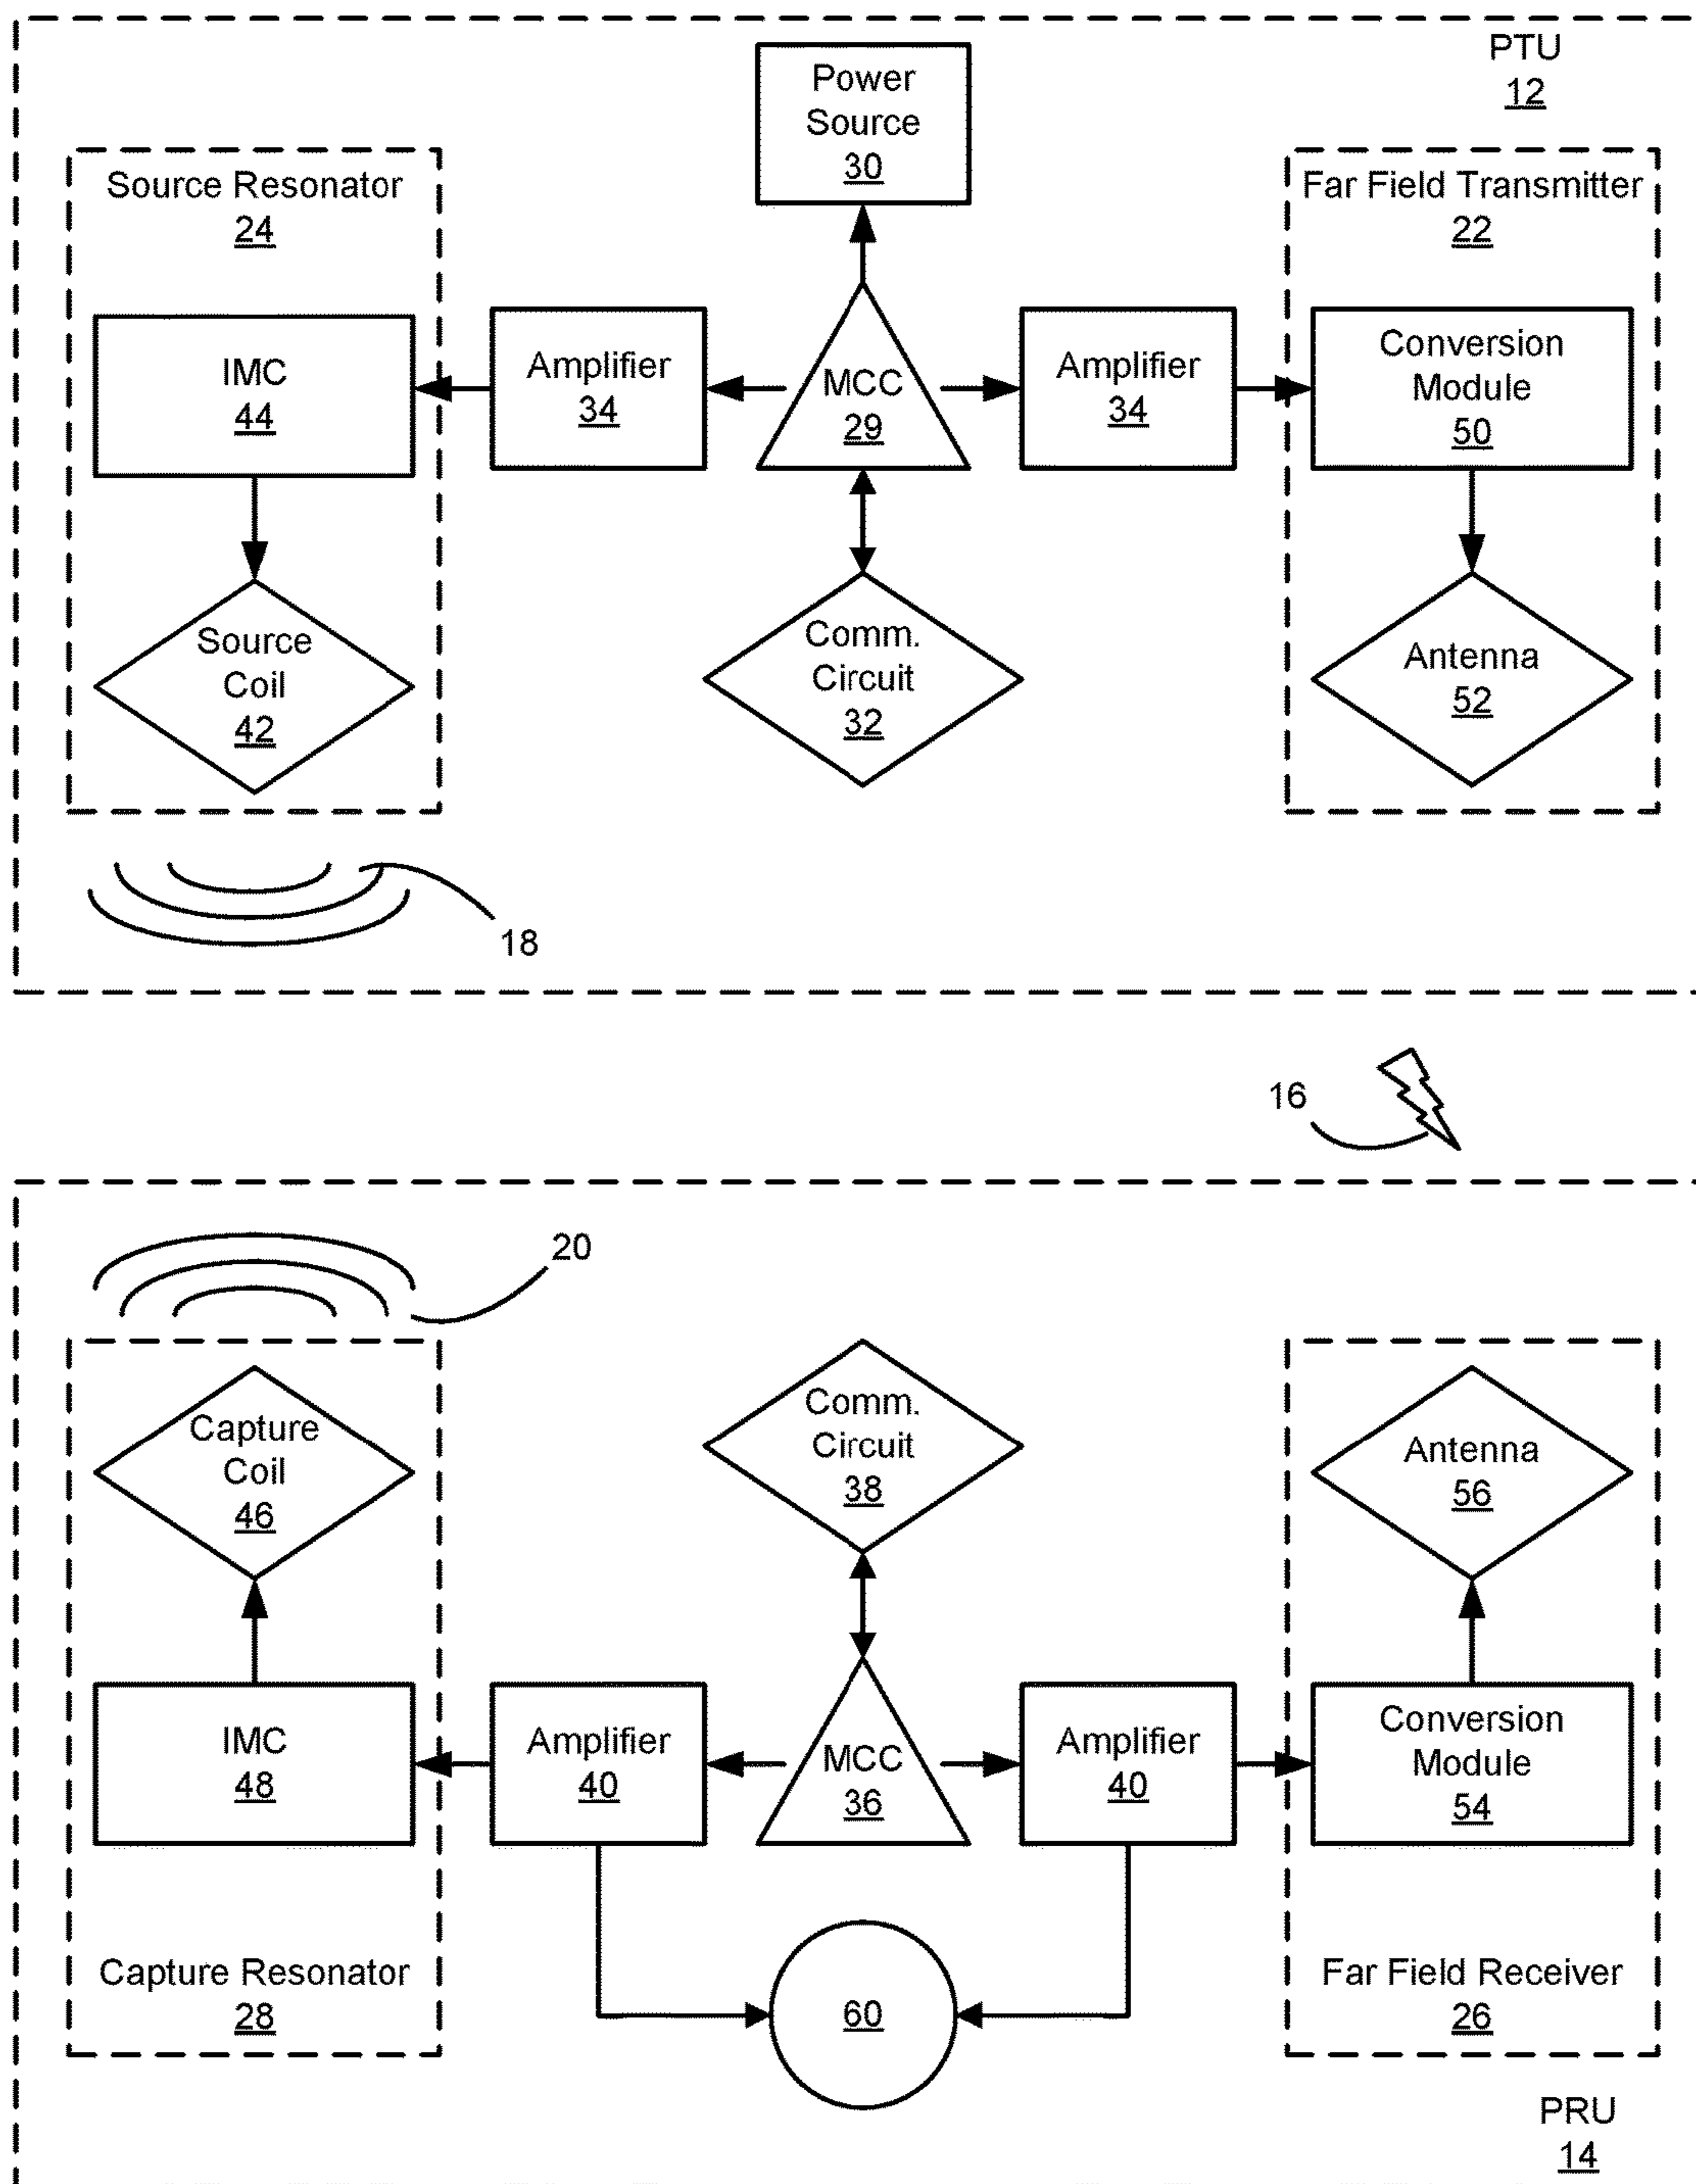 PTU
12
Power
Source
30
Source Resonator
24
Far Field Transmitter
22
IMC
44
Amplifier
34
MCC
29
Amplifier
34
Conversion
Module
50
Source
Coil
42
Comm.
Circuit
32
Antenna
52
18
16
20
Capture
Coil
46
Comm.
Circuit
38
Antenna
56
IMC
48
Amplifier
40
MCC
36
Amplifier
40
Conversion
Module
54
Capture Resonator
28
60
Far Field Receiver
26
PRU
14